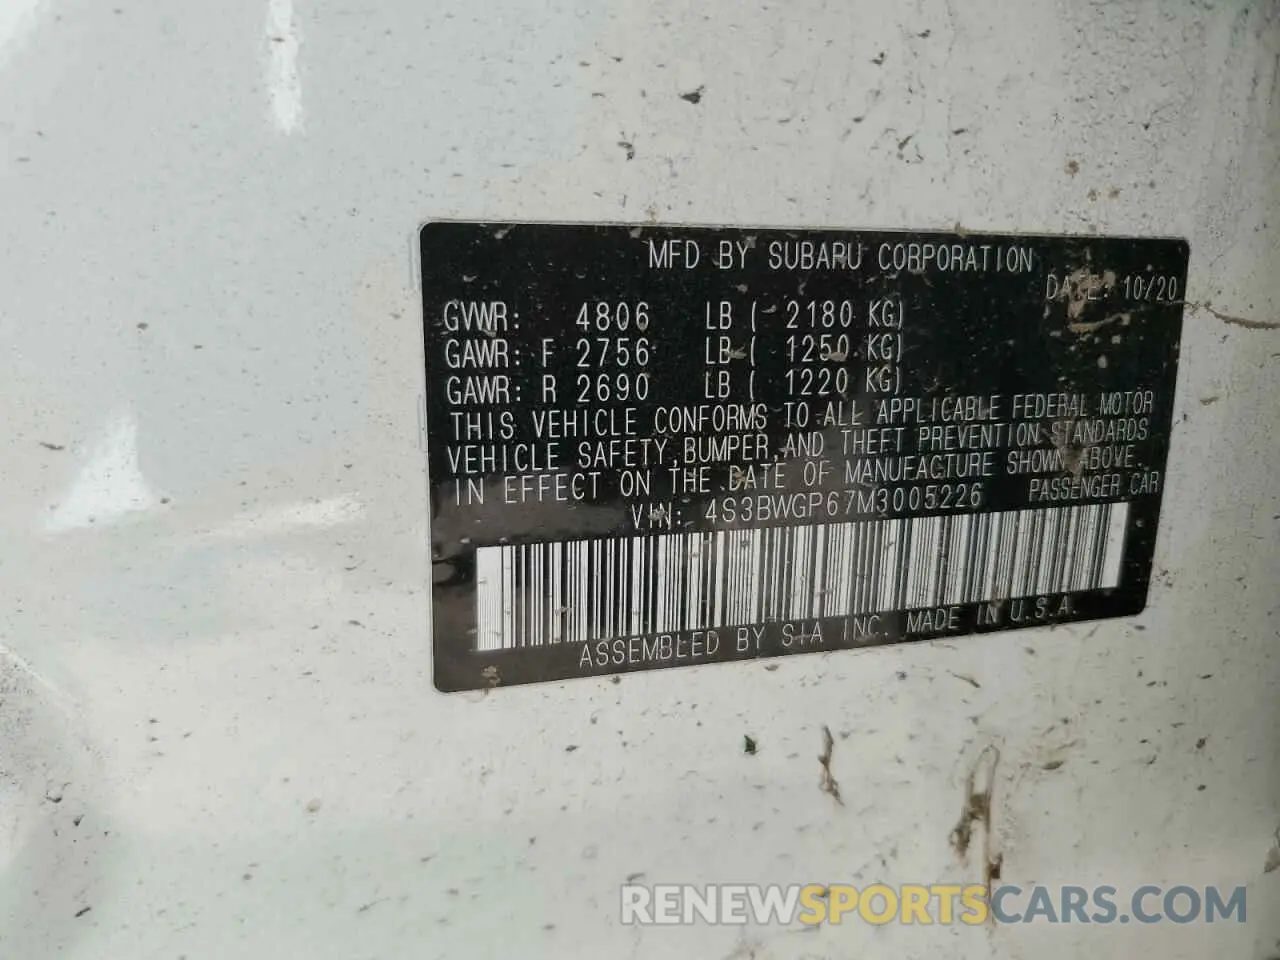 MFD BY SUBARU CORPORATION
DATE: 10/20
GVWR: 4806 LB ( 2180 KG)
GAWR: F 2756 LB ( 1250 KG)
GAWR: R 2690 LB ( 1220 KG)
THIS VEHICLE CONFORMS TO ALL APPLICABLE FEDERAL MOTOR
VEHICLE SAFETY, BUMPER, AND THEFT PREVENTION STANDARDS
IN EFFECT ON THE DATE OF MANUFACTURE SHOWN ABOVE.
VIN: 4S3BWGP67M3005226 PASSENGER CAR
ASSEMBLED BY SIA INC. MADE IN U.S.A.
RENEWSPORTSCARS.COM